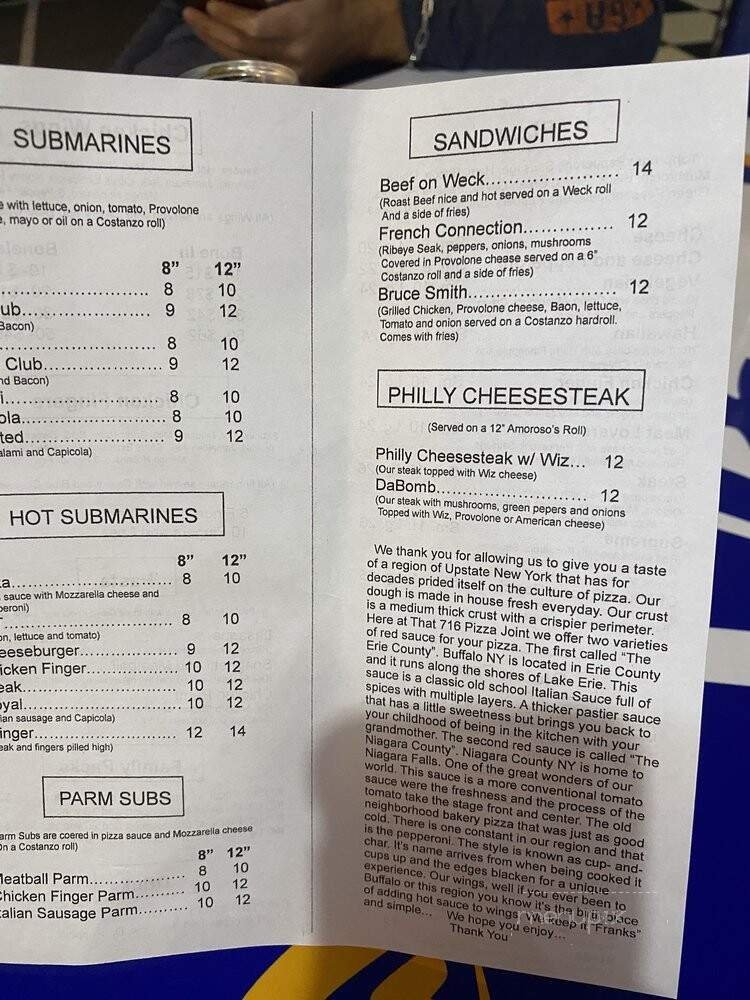 SUBMARINES
with lettuce, onion, tomato, Provolone
, mayo or oil on a Costanzo roll)
8" 12"
........................ 8 10
ub........................ 9 12
Bacon)
........................ 8 10
Club........................ 9 12
nd Bacon)
i........................ 8 10
ola........................ 8 10
ted........................ 9 12
alami and Capicola)
HOT SUBMARINES
8" 12"
a........................ 8 10
sauce with Mozzarella cheese and
peroni)
........................ 8 10
on, lettuce and tomato)
eeseburger........................ 9 12
icken Finger........................ 10 12
eak........................ 10 12
oyal........................ 10 12
ian sausage and Capicola)
inger........................ 12 14
eak and fingers pilled high)
PARM SUBS
arm Subs are coered in pizza sauce and Mozzarella cheese
On a Costanzo roll)
8" 12"
Meatball Parm.................. 8 10
Chicken Finger Parm........... 10 12
talian Sausage Parm.......... 10 12
SANDWICHES
Beef on Weck...................... 14
(Roast Beef nice and hot served on a Weck roll
And a side of fries)
French Connection............... 12
(Ribeye Seak, peppers, onions, mushrooms
Covered in Provolone chease served on a 6"
Costanzo roll and a side of fries)
Bruce Smith........................ 12
(Grilled Chicken, Provolone cheese, Baon, lettuce,
Tomato and onion served on a Costanzo hardroll.
Comes with fries)
PHILLY CHEESESTEAK
(Served on a 12" Amoroso's Roll)
Philly Cheesesteak w/ Wiz... 12
(Our steak topped with Wiz cheese)
DaBomb........................ 12
(Our steak with mushrooms, green pepers and onions
Topped with Wiz, Provolone or American cheese)
We thank you for allowing us to give you a taste
of a region of Upstate New York that has for
decades prided itself on the culture of pizza. Our
dough is made in house fresh everyday. Our crust
is a medium thick crust with a crispier perimeter.
Here at That 716 Pizza Joint we offer two varieties
of red sauce for your pizza. The first called "The
Erie County". Buffalo NY is located in Erie County
and it runs along the shores of Lake Erie. This
sauce is a classic old school Italian Sauce full of
spices with multiple layers. A thicker pastier sauce
that has a little sweetness but brings you back to
your childhood of being in the kitchen with your
grandmother. The second red sauce is called "The
Niagara County". Niagara County NY is home to
Niagara Falls. One of the great wonders of our
world. This sauce is a more conventional tomato
sauce were the freshness and the process of the
tomato take the stage front and center. The old
neighborhood bakery pizza that was just as good
cold. There is one constant in our region and that
is the pepperoni. The style is known as cup- and-
char. It's name arrives from when being cooked it
cups up and the edges blacken for a unique
experience. Our wings, well if you ever been to
Buffalo or this region you know it's the birthplace
of adding hot sauce to wings, we keep it "Franks"
and simple... We hope you enjoy...
Thank You